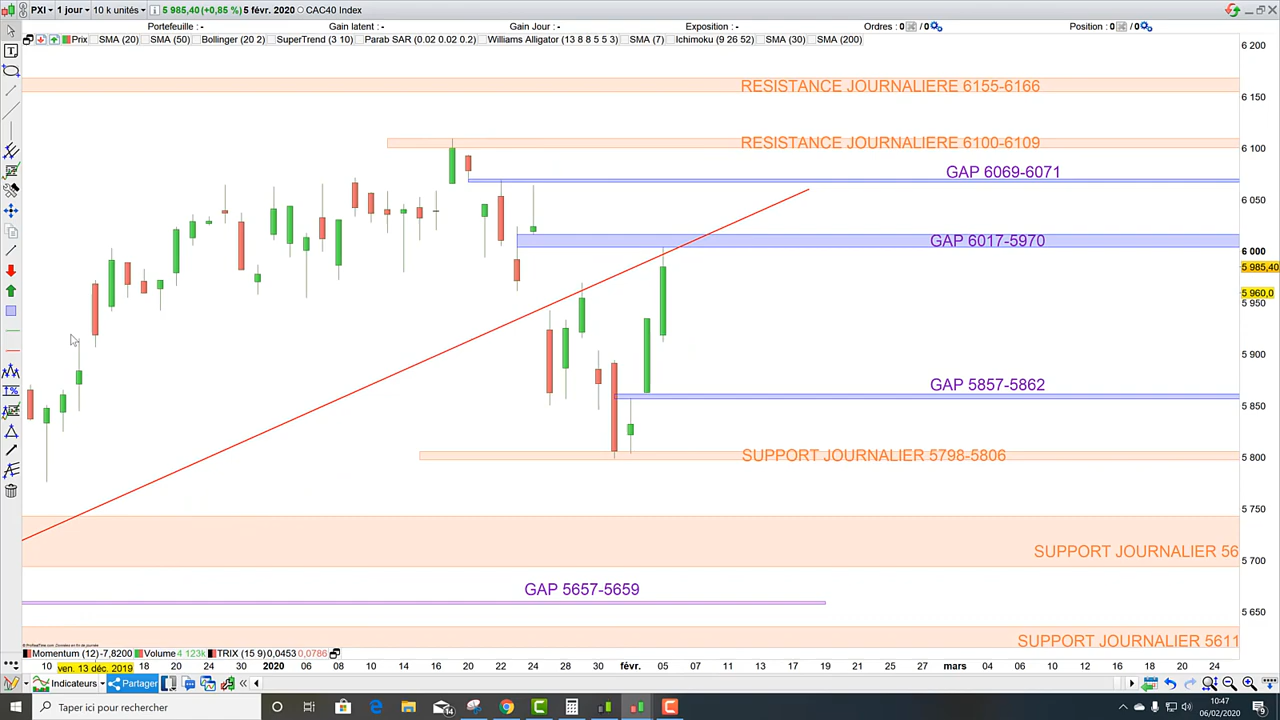 PXI 1 jour 10 k unités 5 985,40 (+0,85 %) 5 févr. 2020 CAC40 Index
Portefeuille : - Gain latent : - Gain Jour : - Exposition : - Ordres : 0 / 0 Position : 0 / 0
Prix SMA (20) SMA (50) Bollinger (20 2) SuperTrend (3 10) Parab SAR (0.02 0.02 0.2) Williams Alligator (13 8 8 5 5 3) SMA (7) Ichimoku (9 26 52) SMA (30) SMA (200)
6 200
RESISTANCE JOURNALIERE 6155-6166
6 150
RESISTANCE JOURNALIERE 6100-6109
6 100
GAP 6069-6071
6 050
GAP 6017-5970
6 000
5 985,40
5 960,0
5 950
5 900
GAP 5857-5862
5 850
SUPPORT JOURNALIER 5798-5806
5 800
5 750
SUPPORT JOURNALIER 56
5 700
GAP 5657-5659
5 650
SUPPORT JOURNALIER 5611
Momentum (12) -7,8200 Volume 4 123k TRIX (15 9) 0,0453 0,0786
10 ven. 13 déc. 2019 18 20 24 26 30 2020 06 08 10 14 16 20 22 24 28 30 févr. 05 07 11 13 17 19 21 25 27 mars 04 06 10 12 16 18 20 24
Indicateurs Partager
Taper ici pour rechercher
10:47
06/02/2020